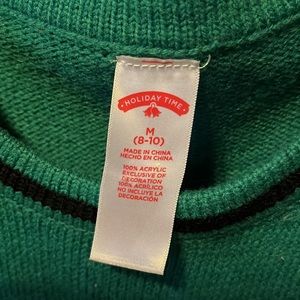 HOLIDAY TIME
M
(8-10)
MADE IN CHINA
HECHO EN CHINA
100% ACRYLIC
EXCLUSIVE OF
DECORATION
100% ACRÍLICO
NO INCLUYE LA
DECORACIÓN